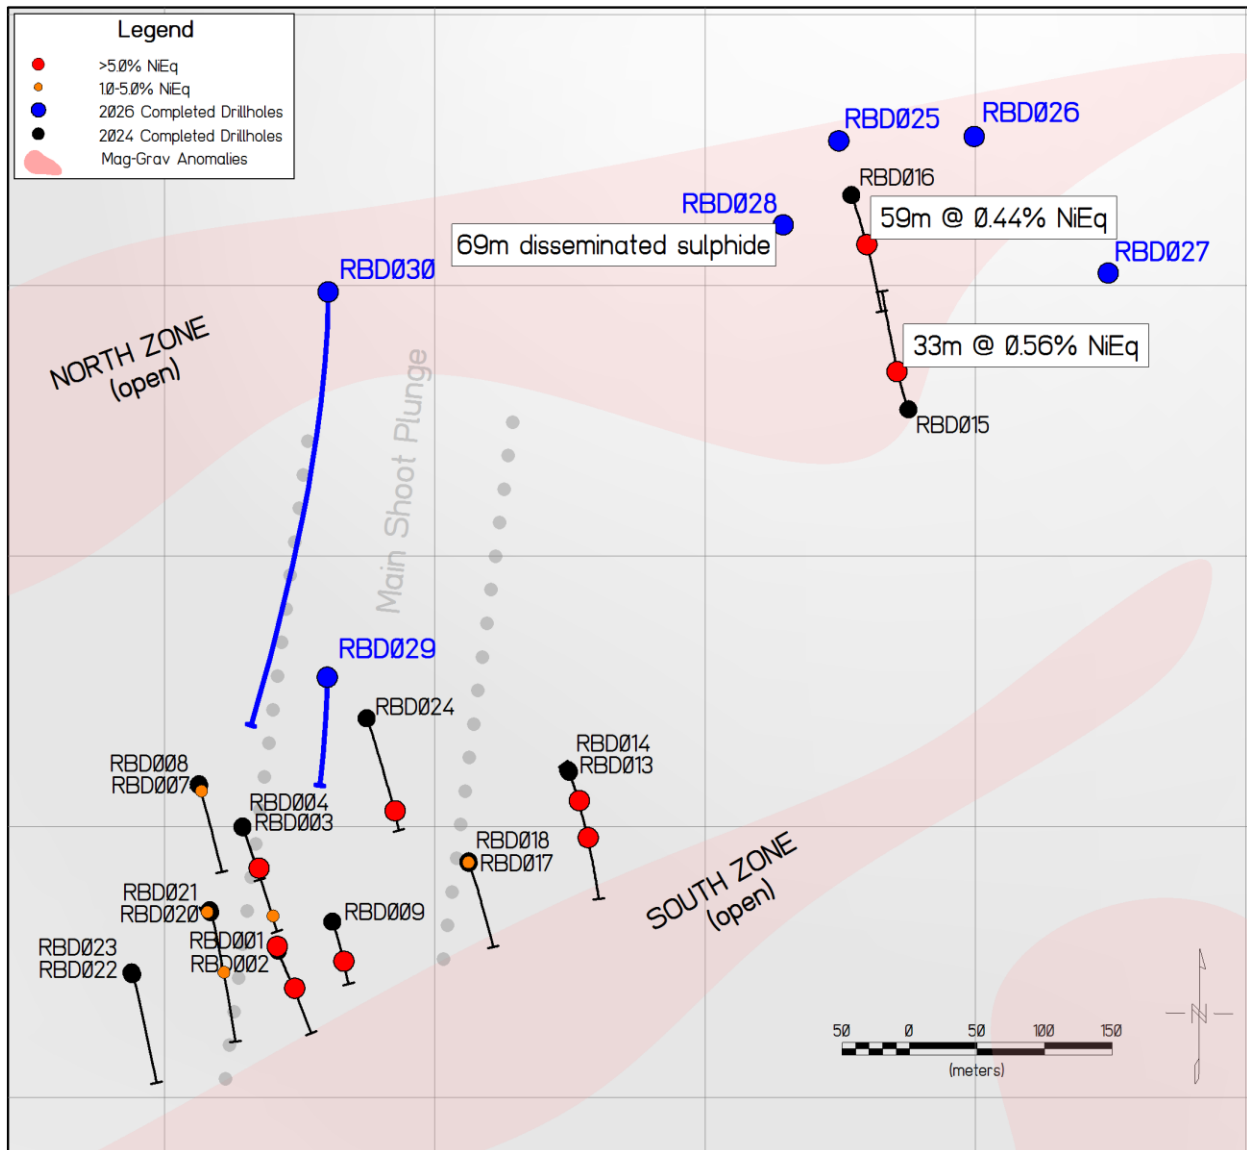 Legend
>5.0% NiEq
1.0-5.0% NiEq
2026 Completed Drillholes
2024 Completed Drillholes
Mag-Grav Anomalies
RBD025
RBD026
RBD016
RBD028
59m @ 0.44% NiEq
69m disseminated sulphide
RBD027
RBD030
NORTH ZONE
(open)
33m @ 0.56% NiEq
Main Shoot Plunge
RBD015
RBD029
RBD024
RBD014
RBD013
RBD008
RBD007
RBD004
RBD003
RBD018
RBD017
SOUTH ZONE
(open)
RBD021
RBD020
RBD009
RBD001
RBD002
RBD023
RBD022
50 0 50 100 150
(meters)
N